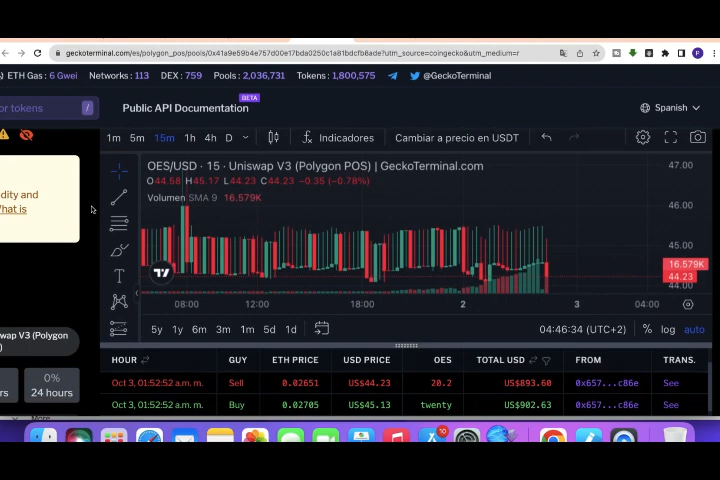 geckoterminal.com/es/polygon_pos/pools/0x41a9e59b4e757d00e17bda0250c1a81bdcfb8ade?utm_source=coingecko&utm_medium=r
ETH Gas: 6 Gwei Networks: 113 DEX: 759 Pools: 2,036,731 Tokens: 1,800,575 @GeckoTerminal
BETA
or tokens / Public API Documentation Spanish
1m 5m 15m 1h 4h D Indicadores Cambiar a precio en USDT
OES/USD · 15 · Uniswap V3 (Polygon POS) | GeckoTerminal.com
O44.58 H45.17 L44.23 C44.23 −0.35 (−0.78%)
Volumen SMA 9 16.579K
dity and
hat is
47.00
46.00
45.00
16.579K
44.23
44.00
08:00 12:00 18:00 2 3 04:00
5y 1y 6m 3m 1m 5d 1d 04:46:34 (UTC+2) % log auto
wap V3 (Polygon
)
HOUR GUY ETH PRICE USD PRICE OES TOTAL USD FROM TRANS.
Oct 3, 01:52:52 a.m. m. Sell 0.02651 US$44.23 20.2 US$893.60 0x657...c86e See
Oct 3, 01:52:52 a.m. m. Buy 0.02705 US$45.13 twenty US$902.63 0x657...c86e See
rs
0%
24 hours
More
10